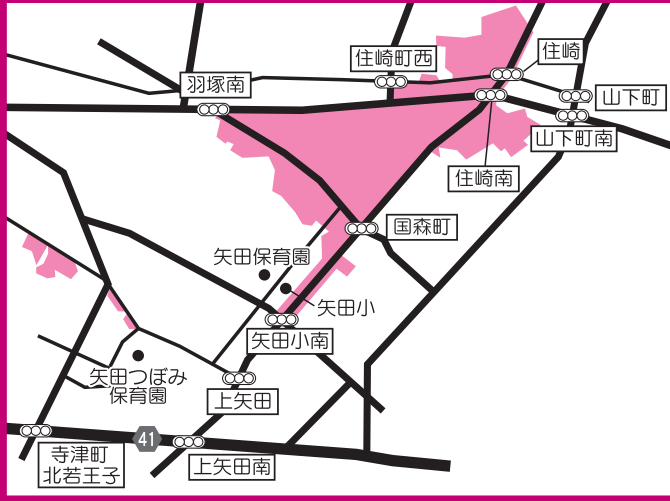 住崎町西
住崎
羽塚南
山下町
山下町南
住崎南
国森町
矢田保育園
矢田小
矢田小南
矢田つぼみ
保育園
上矢田
41
寺津町
北若王子
上矢田南